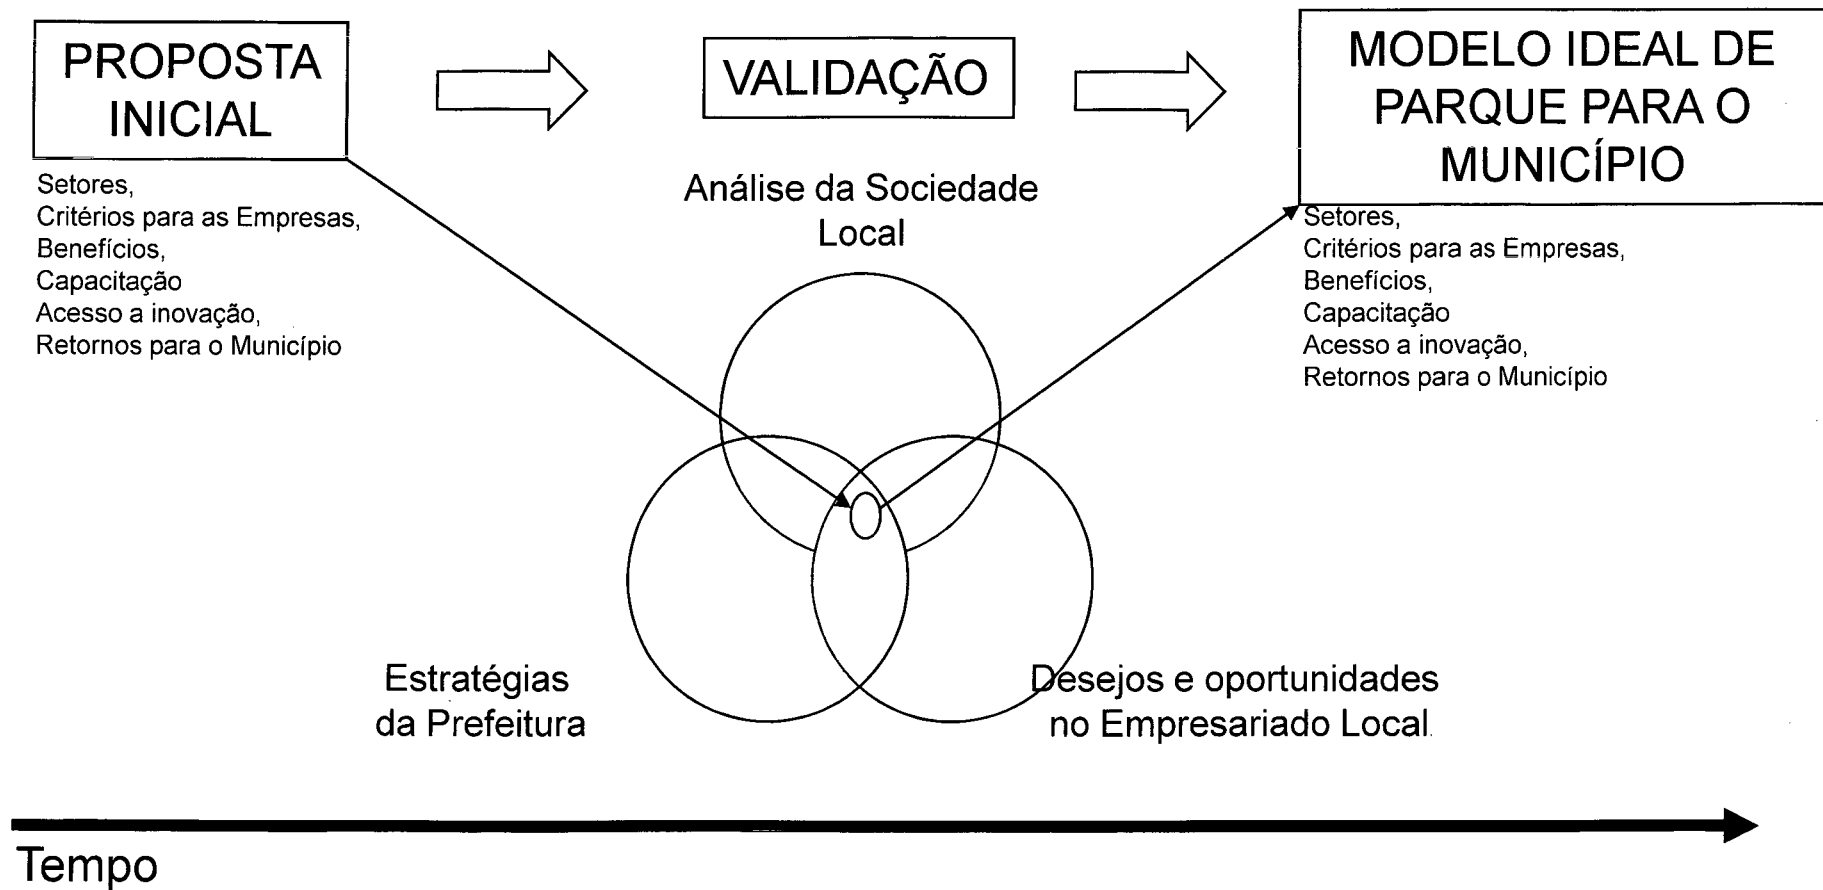 PROPOSTA
INICIAL
Setores,
Critérios para as Empresas,
Benefícios,
Capacitação
Acesso a inovação,
Retornos para o Município
VALIDAÇÃO
Análise da Sociedade
Local
Estratégias
da Prefeitura
Desejos e oportunidades
no Empresariado Local
MODELO IDEAL DE
PARQUE PARA O
MUNICÍPIO
Setores,
Critérios para as Empresas,
Benefícios,
Capacitação
Acesso a inovação,
Retornos para o Município
Tempo